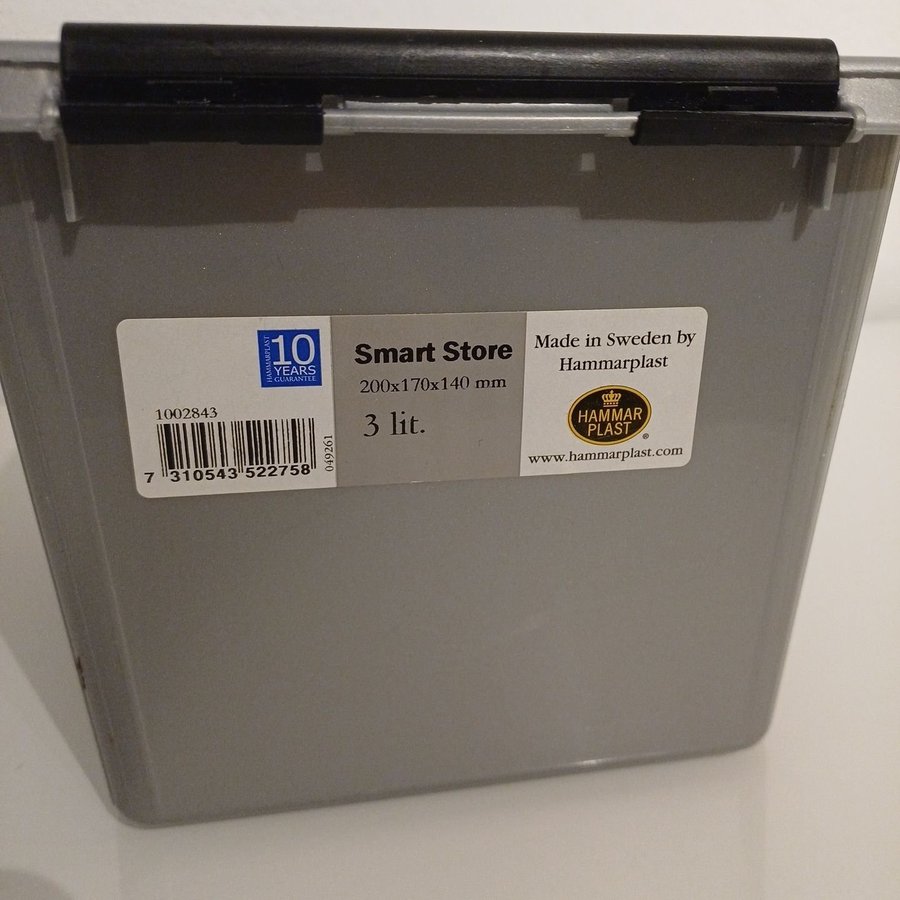 HAMMARPLAST
10
YEARS
GUARANTEE
1002843
7 310543 522758
049261
Smart Store
200x170x140 mm
3 lit.
Made in Sweden by
Hammarplast
HAMMAR
PLAST
®
www.hammarplast.com